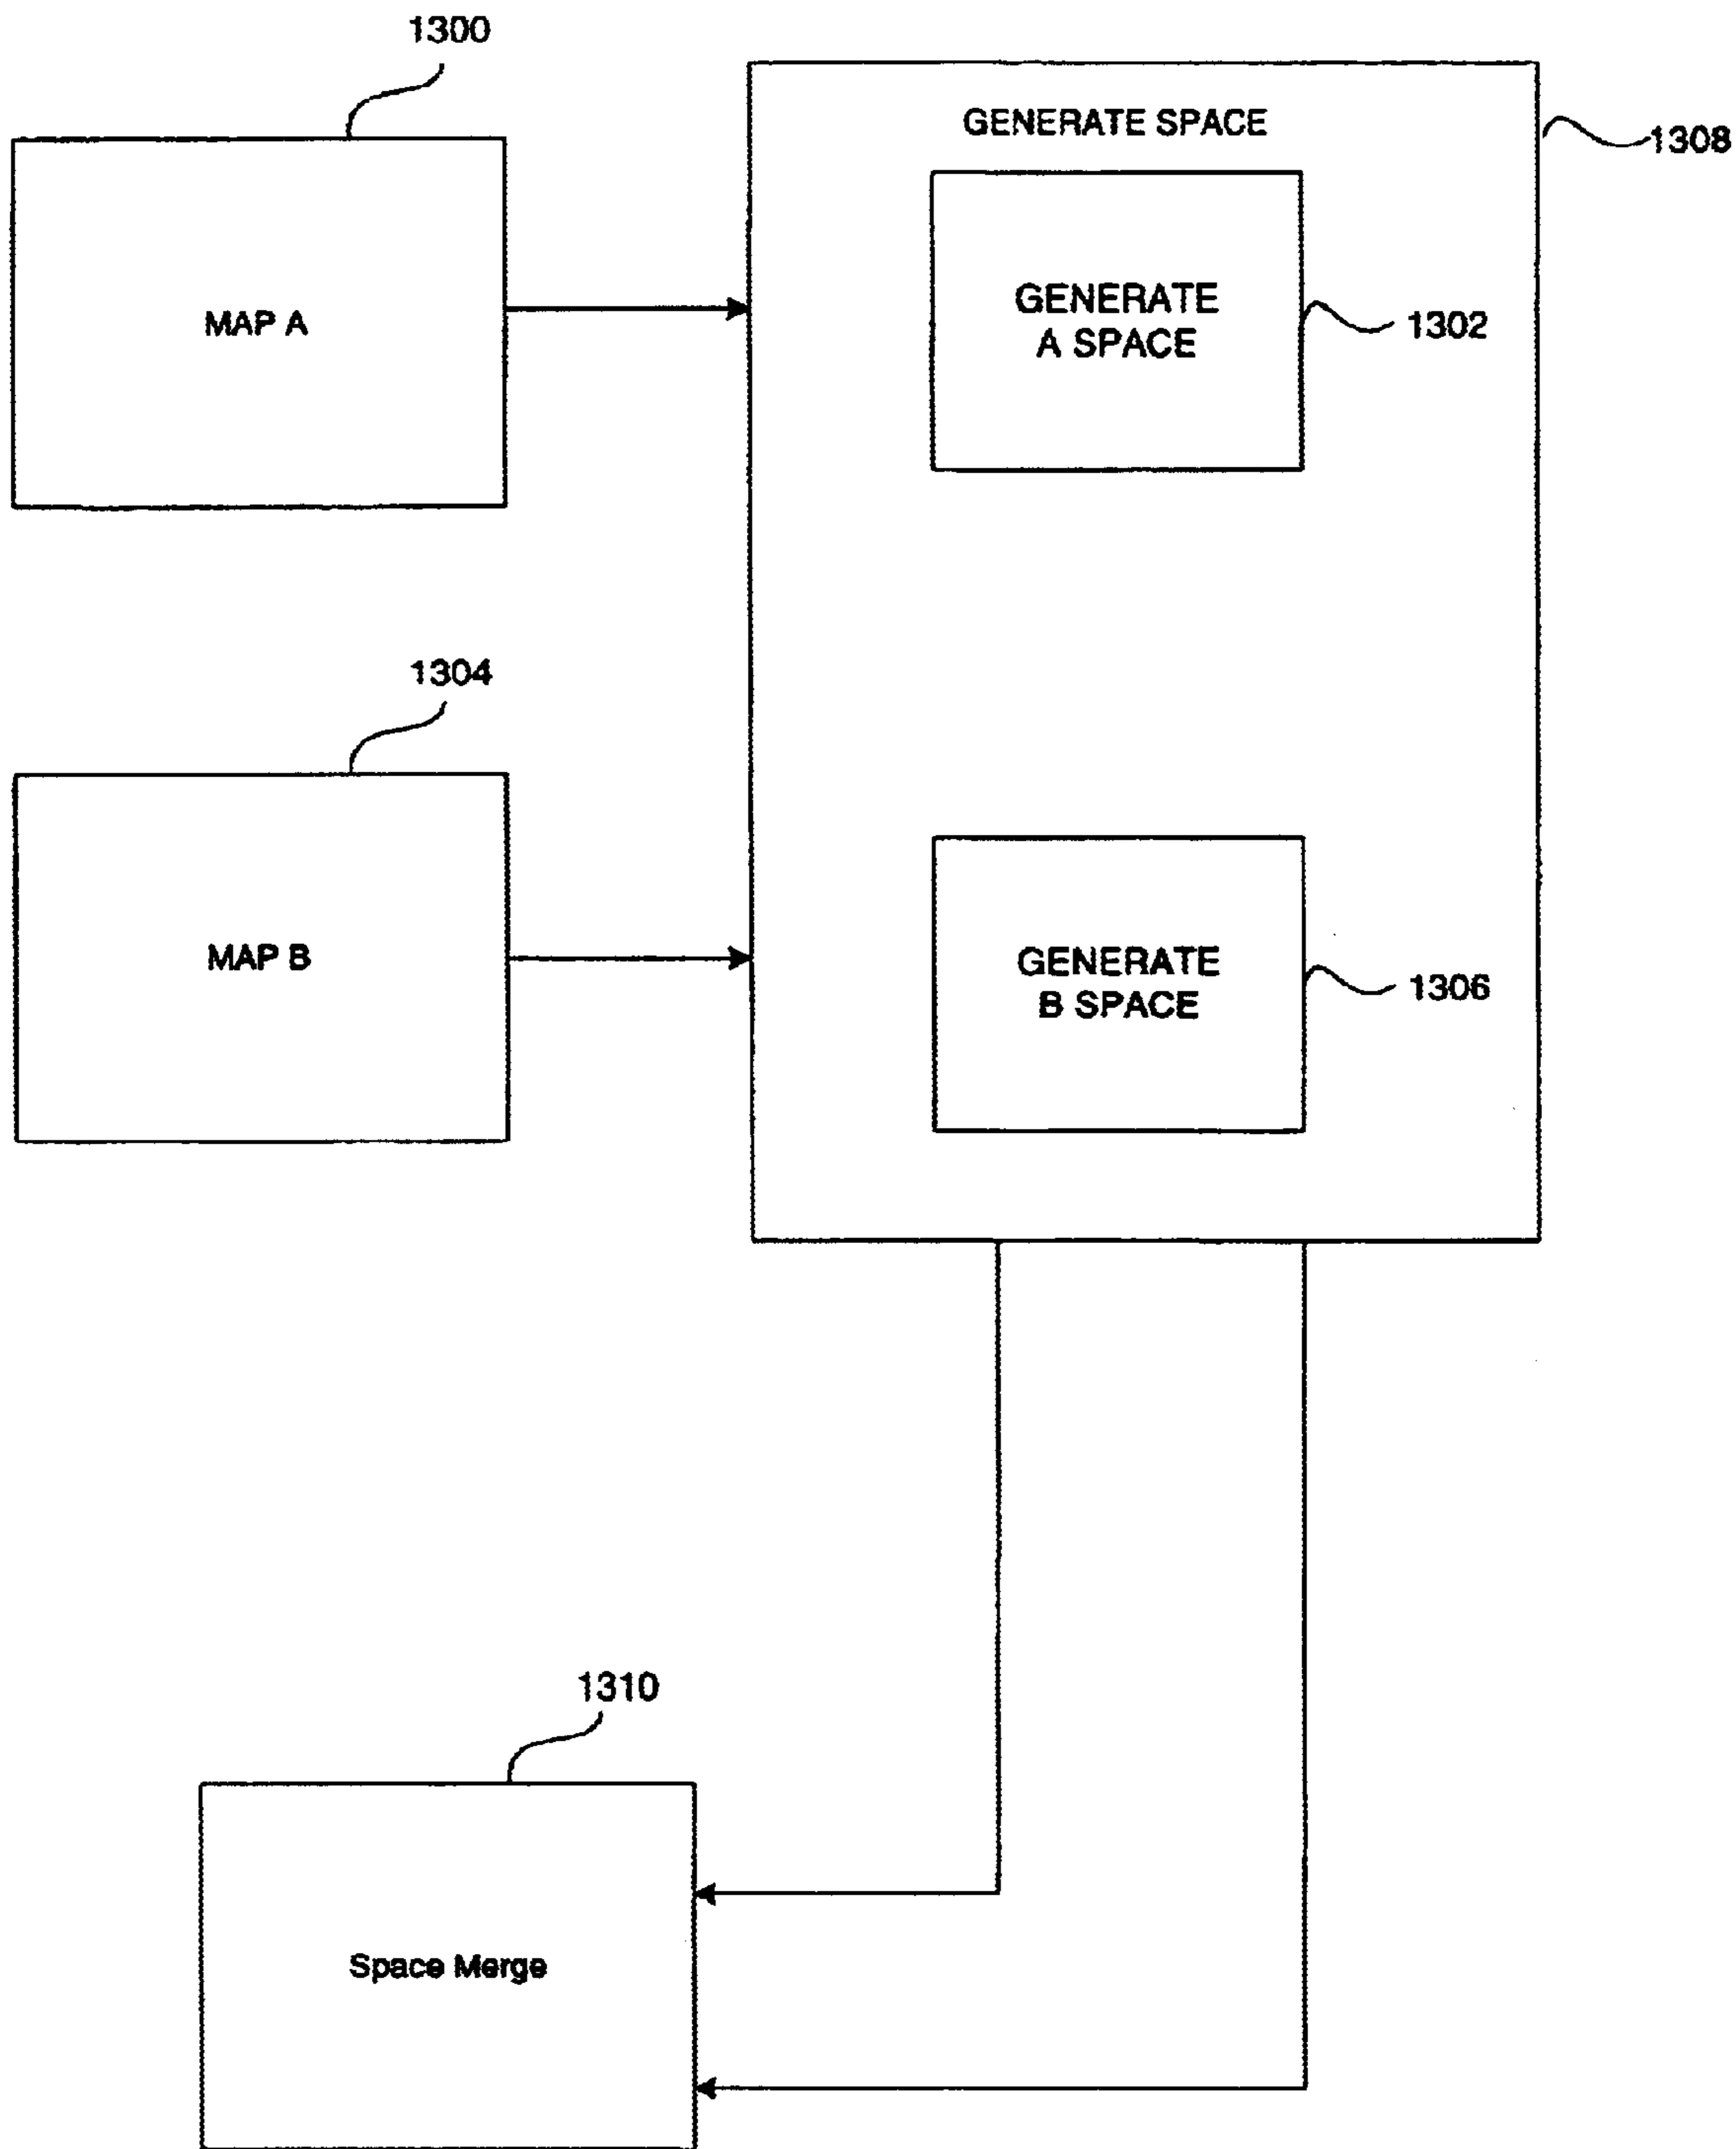 1300
GENERATE SPACE
1308
MAP A
GENERATE
A SPACE
1302
1304
MAP B
GENERATE
B SPACE
1306
1310
Space Merge